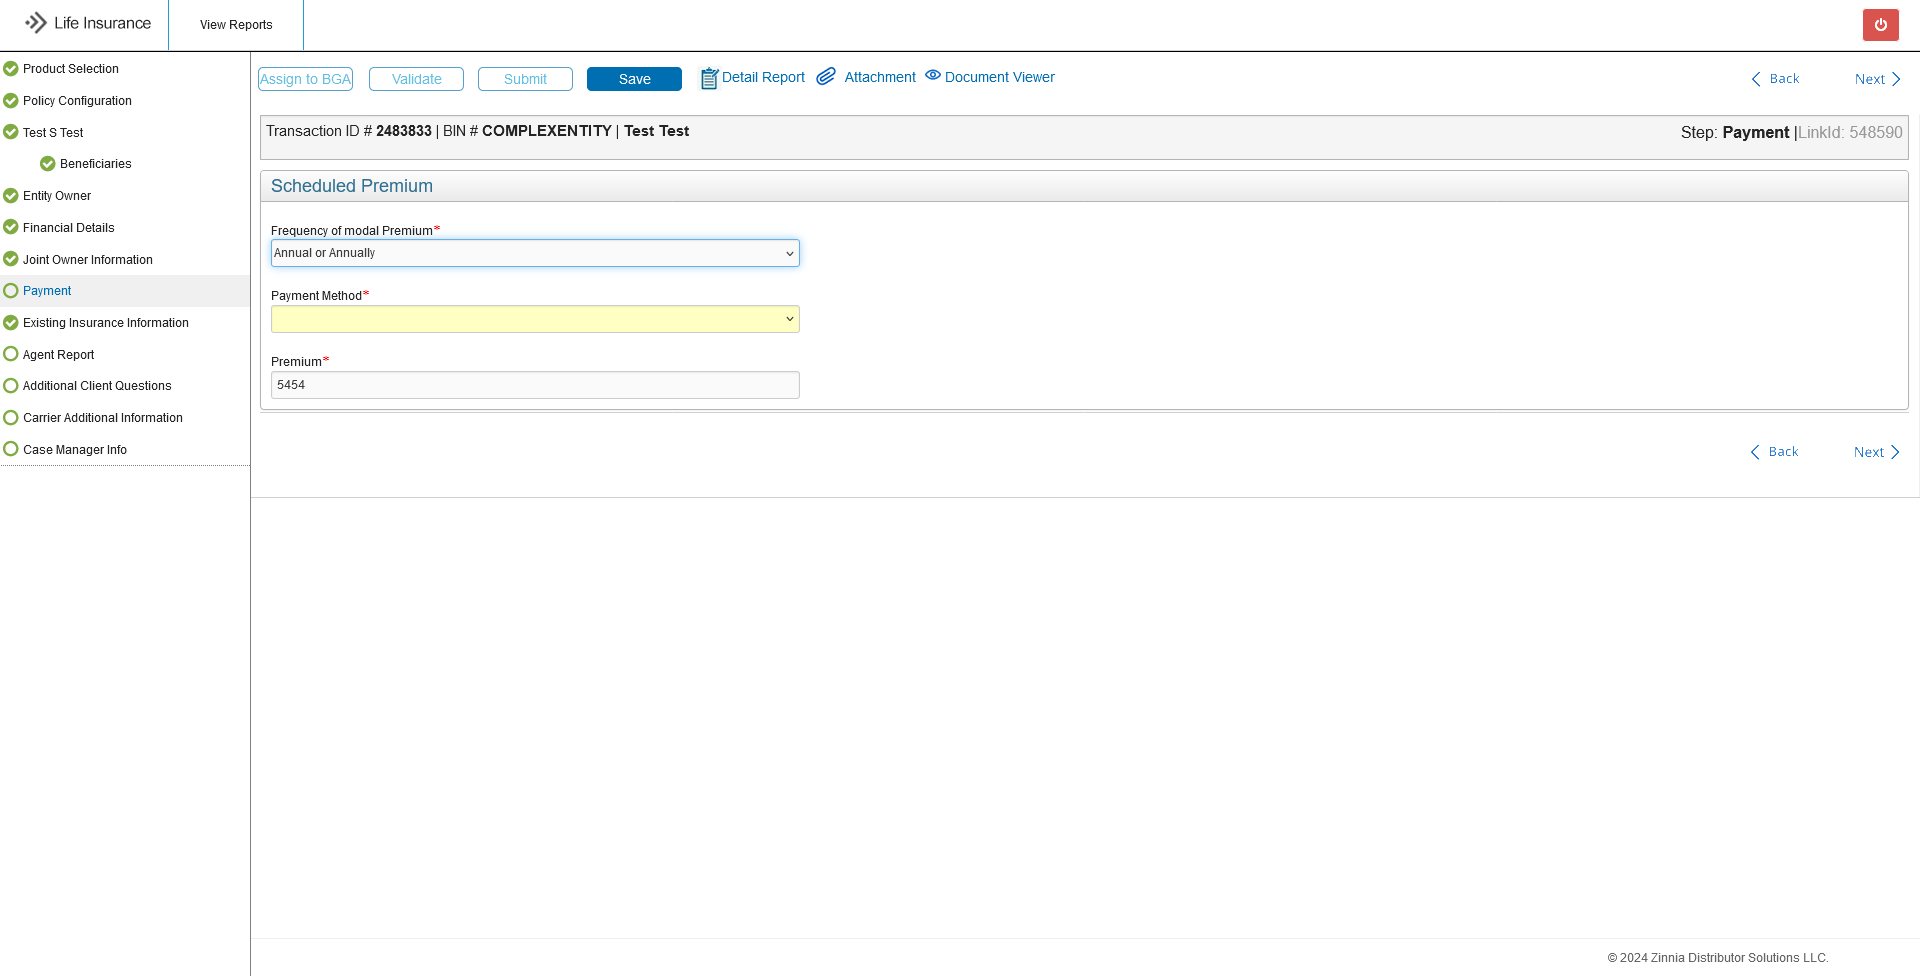 Life Insurance
View Reports
Product Selection
Policy Configuration
Test S Test
Beneficiaries
Entity Owner
Financial Details
Joint Owner Information
Payment
Existing Insurance Information
Agent Report
Additional Client Questions
Carrier Additional Information
Case Manager Info
Assign to BGA
Validate
Submit
Save
Detail Report
Attachment
Document Viewer
Back
Next
Transaction ID # 2483833 | BIN # COMPLEXENTITY | Test Test
Step: Payment |LinkId: 548590
Scheduled Premium
Frequency of modal Premium*
Annual or Annually
Payment Method*
Premium*
5454
Back
Next
© 2024 Zinnia Distributor Solutions LLC.